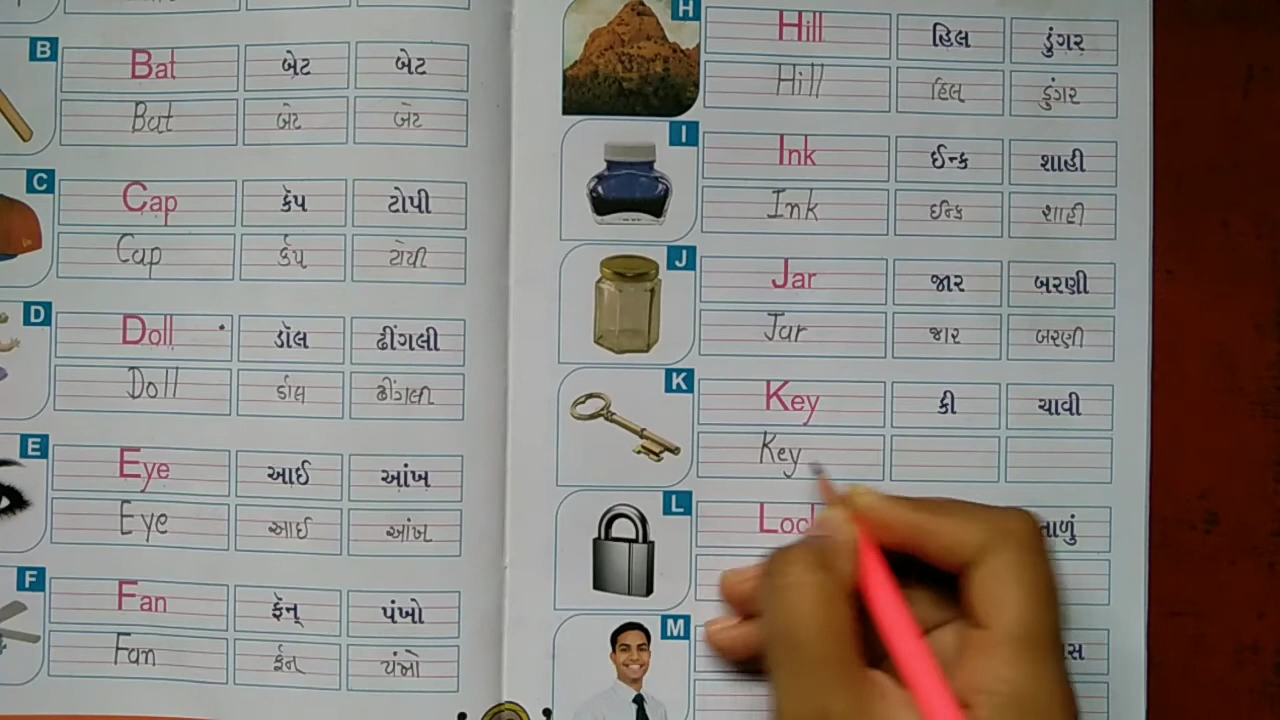 B
Bat બેટ બેટ
Bat બેટ બેટ
C
Cap કૅપ ટોપી
Cap કૅપ ટોપી
D
Doll ડૉલ ઢીંગલી
Doll ડૉલ ઢીંગલી
E
Eye આઈ આંખ
Eye આઈ આંખ
F
Fan ફૅન્ પંખો
Fan ફૅન પંખો
H
Hill હિલ ડુંગર
Hill હિલ ડુંગર
I
Ink ઈન્ક શાહી
Ink ઈન્ક શાહી
J
Jar જાર બરણી
Jar જાર બરણી
K
Key કી ચાવી
Key
L
Loc તાળું
M